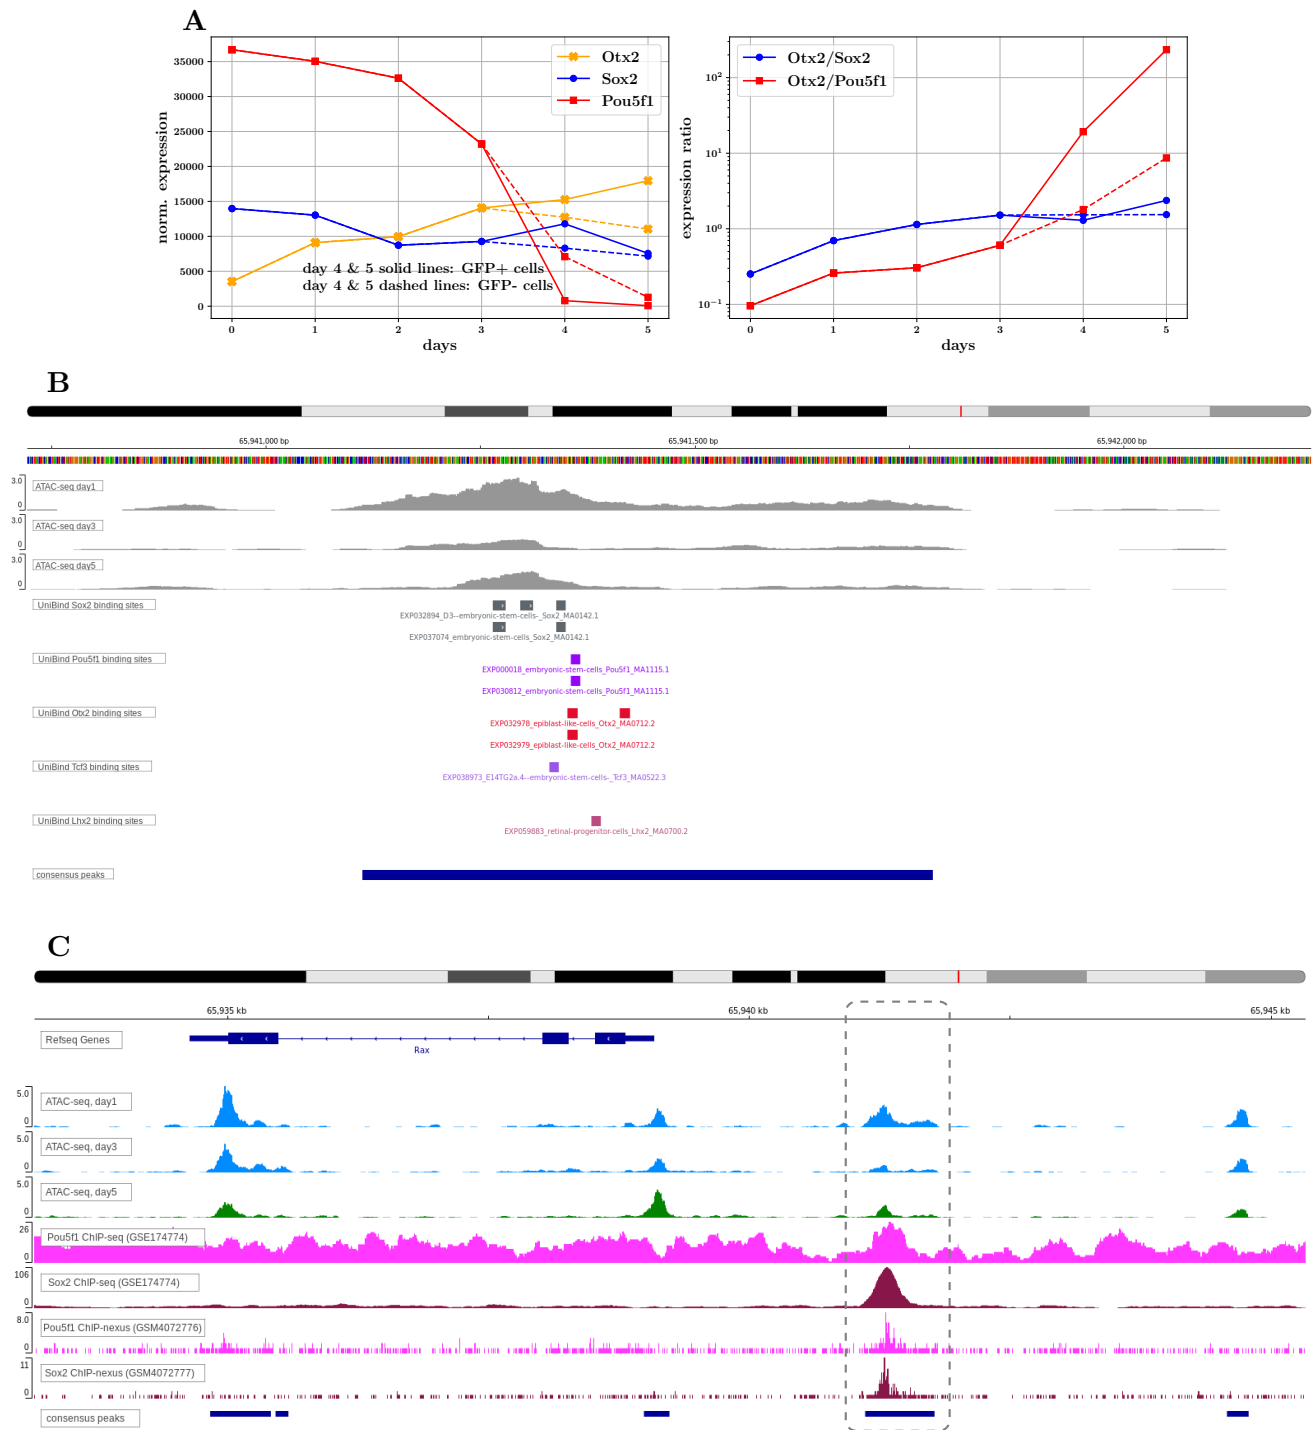 A
35000
30000
25000
20000
15000
10000
5000
0
norm. expression
Otx2
Sox2
Pou5f1
day 4 & 5 solid lines: GFP+ cells
day 4 & 5 dashed lines: GFP- cells
0 1 2 3 4 5
days
10²
10¹
10⁰
10⁻¹
expression ratio
Otx2/Sox2
Otx2/Pou5f1
0 1 2 3 4 5
days
B
65,941,000 bp 65,941,500 bp 65,942,000 bp
3.0
0
ATAC-seq day1
3.0
0
ATAC-seq day3
3.0
0
ATAC-seq day5
UniBind Sox2 binding sites
EXP032894_D3--embryonic-stem-cells-_Sox2_MA0142.1
EXP037074_embryonic-stem-cells_Sox2_MA0142.1
UniBind Pou5f1 binding sites
EXP000018_embryonic-stem-cells_Pou5f1_MA1115.1
EXP030812_embryonic-stem-cells_Pou5f1_MA1115.1
UniBind Otx2 binding sites
EXP032978_epiblast-like-cells_Otx2_MA0712.2
EXP032979_epiblast-like-cells_Otx2_MA0712.2
UniBind Tcf3 binding sites
EXP038973_E14TG2a.4--embryonic-stem-cells-_Tcf3_MA0522.3
UniBind Lhx2 binding sites
EXP059883_retinal-progenitor-cells_Lhx2_MA0700.2
consensus peaks
C
65,935 kb 65,940 kb 65,945 kb
Refseq Genes
Rax
5.0
0
ATAC-seq, day1
5.0
0
ATAC-seq, day3
5.0
0
ATAC-seq, day5
26
0
Pou5f1 ChIP-seq (GSE174774)
106
0
Sox2 ChIP-seq (GSE174774)
8.0
0
Pou5f1 ChIP-nexus (GSM4072776)
11
0
Sox2 ChIP-nexus (GSM4072777)
consensus peaks